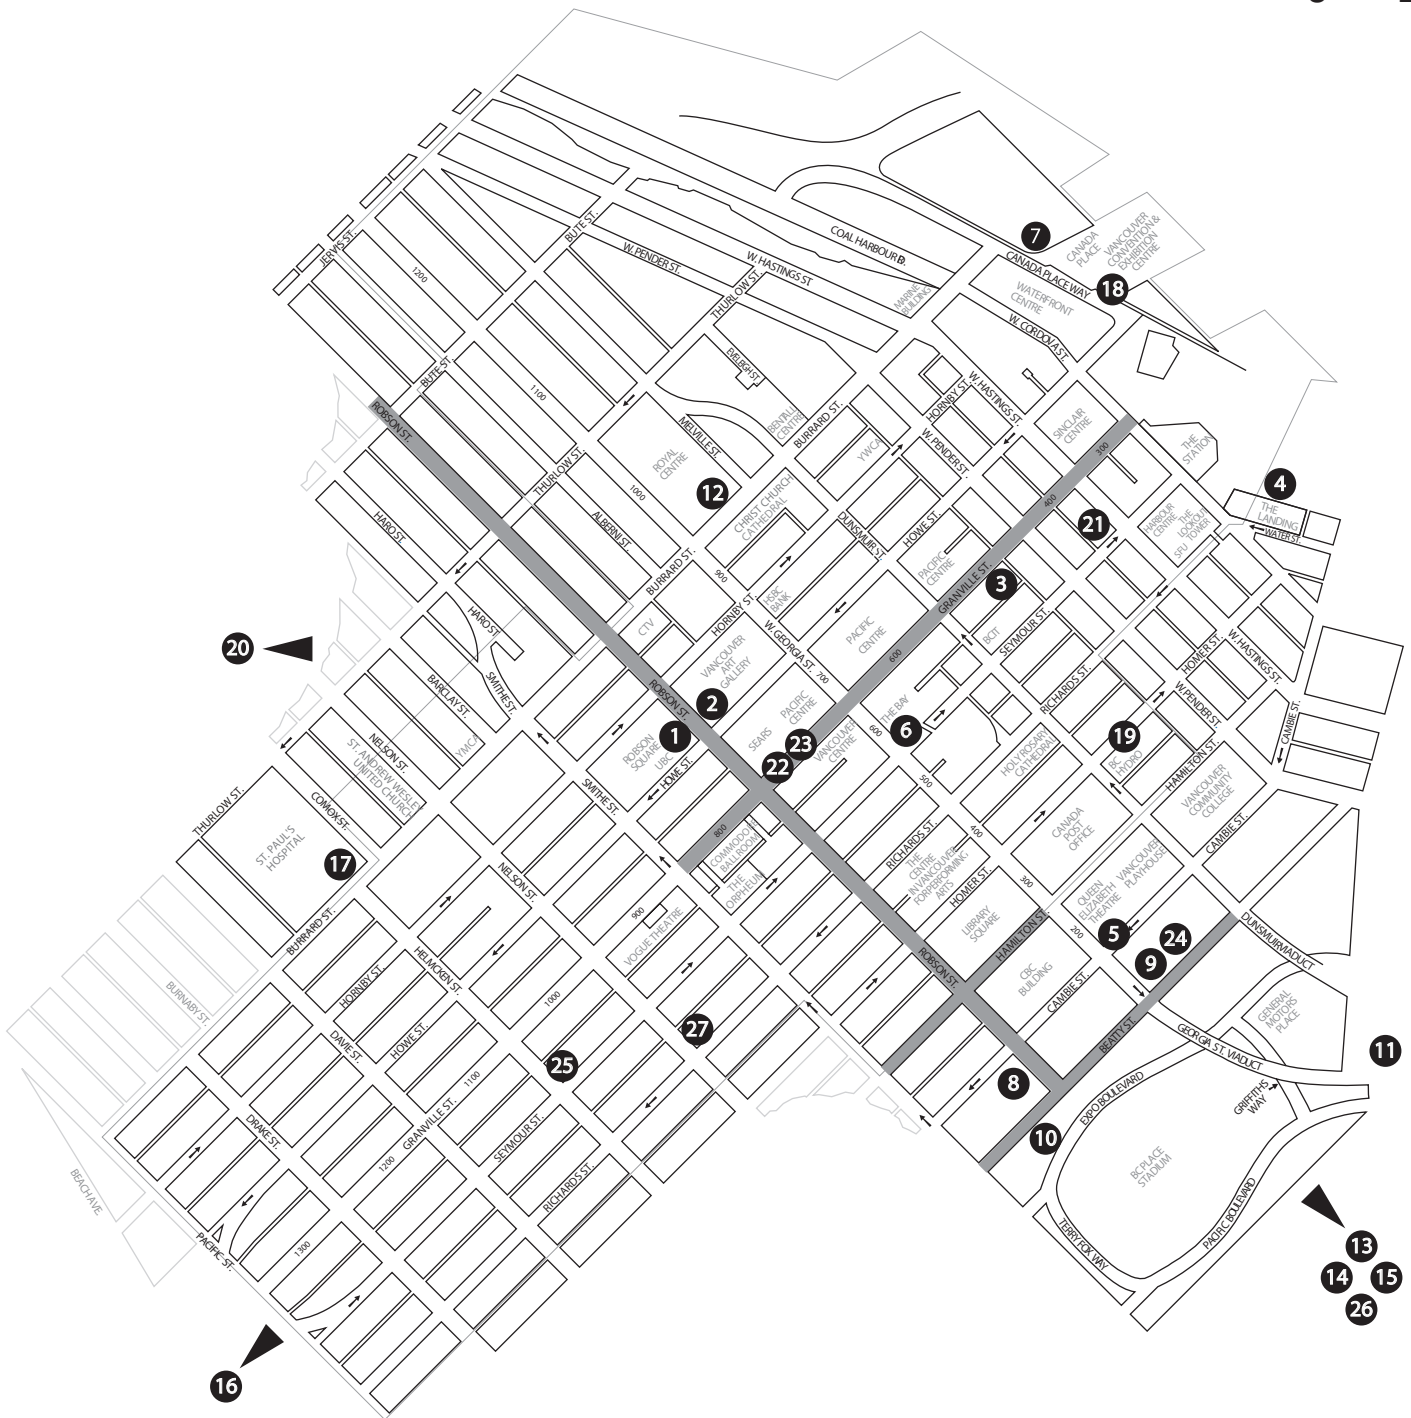 JERVIS ST.
BUTE ST.
1200
W. PENDER ST.
W. HASTINGS ST
COAL HARBOUR
THURLOW ST.
MARINE
BUILDING
7
CANADA
PLACE
VANCOUVER
CONVENTION &
EXHIBITION
CENTRE
CANADA PLACE WAY
18
WATERFRONT
CENTRE
W. CORDOVA ST.
BUTE ST.
1100
EVELEIGH ST
BENTALL
CENTRE
BURRARD ST.
HORNBY ST.
W. HASTINGS ST.
SINCLAIR
CENTRE
300
ROBSON ST.
MELVILLE ST.
ROYAL
CENTRE
12
YWCA
W. PENDER ST.
THE
STATION
THURLOW ST.
1000
CHRIST CHURCH
CATHEDRAL
400
4
THE
LANDING
WATER ST.
HARO ST.
ALBERNI ST.
DUNSMUIR ST.
HOWE ST.
21
HARBOUR
CENTRE
THE
LOOKOUT
TOWER
SFU
BURRARD ST.
900
HSBC
BANK
PACIFIC
CENTRE
GRANVILLE ST.
3
HARO ST.
CTV
HORNBY ST.
W. GEORGIA ST.
PACIFIC
CENTRE
600
BCIT
SEYMOUR ST.
HOMER ST.
W. HASTINGS ST.
20
SMITHE ST.
BARCLAY ST.
VANCOUVER
ART
GALLERY
700
RICHARDS ST.
W. PENDER ST.
ROBSON ST.
2
PACIFIC
CENTRE
SEARS
THE BAY
6
600
CAMBIE ST.
NELSON ST.
YMCA
1
ROBSON
SQUARE
UBC
23
22
VANCOUVER
CENTRE
HOLY ROSARY
CATHEDRAL
19
BC
HYDRO
HAMILTON ST.
ST. ANDREW WESLEY
UNITED CHURCH
HOME ST.
500
VANCOUVER
COMMUNITY
COLLEGE
THURLOW ST.
COMOX ST.
SMITHE ST.
800
400
CANADA
POST
OFFICE
CAMBIE ST.
ST. PAUL'S
HOSPITAL
17
COMMODORE
BALLROOM
THE
ORPHEUM
RICHARDS ST.
THE
CENTRE
IN VANCOUVER
FOR PERFORMING
ARTS
HOMER ST.
300
VANCOUVER
PLAYHOUSE
QUEEN
ELIZABETH
THEATRE
NELSON ST.
900
VOGUE THEATRE
LIBRARY
SQUARE
HAMILTON ST.
200
5
24
9
BURRARD ST.
HELMCKEN ST.
ROBSON ST.
CBC
BUILDING
CAMBIE ST.
BURNABY ST.
HORNBY ST.
1000
GENERAL
MOTORS
PLACE
DAVIE ST.
HOWE ST.
27
BEATTY ST.
GEORGIA ST. VIADUCT
11
25
1100
8
EXPO BOULEVARD
GRIFFITHS
WAY
DRAKE ST.
GRANVILLE ST.
SEYMOUR ST.
10
1200
RICHARDS ST.
BC PLACE
STADIUM
BEACH AVE
PACIFIC ST.
1300
TERRY FOX WAY
PACIFIC BOULEVARD
13
14
15
26
16